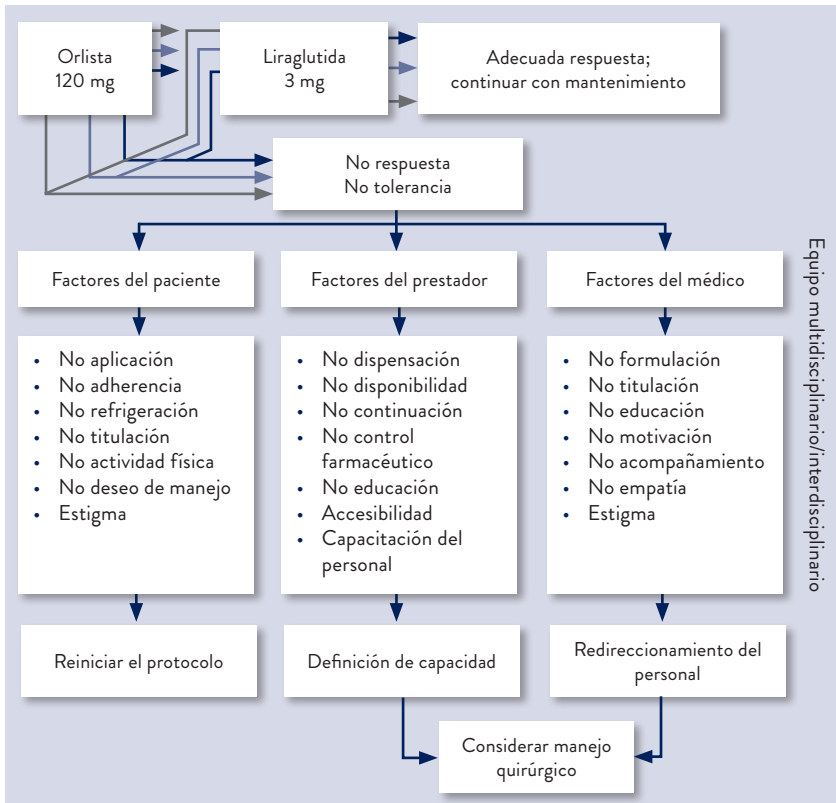 Orlista
120 mg
Liraglutida
3 mg
Adecuada respuesta;
continuar con mantenimiento
No respuesta
No tolerancia
Factores del paciente
Factores del prestador
Factores del médico
• No aplicación
• No adherencia
• No refrigeración
• No titulación
• No actividad física
• No deseo de manejo
• Estigma
• No dispensación
• No disponibilidad
• No continuación
• No control
farmacéutico
• No educación
• Accesibilidad
• Capacitación del
personal
• No formulación
• No titulación
• No educación
• No motivación
• No acompañamiento
• No empatía
• Estigma
Reiniciar el protocolo
Definición de capacidad
Redireccionamiento del
personal
Considerar manejo
quirúrgico
Equipo multidisciplinario/interdisciplinario